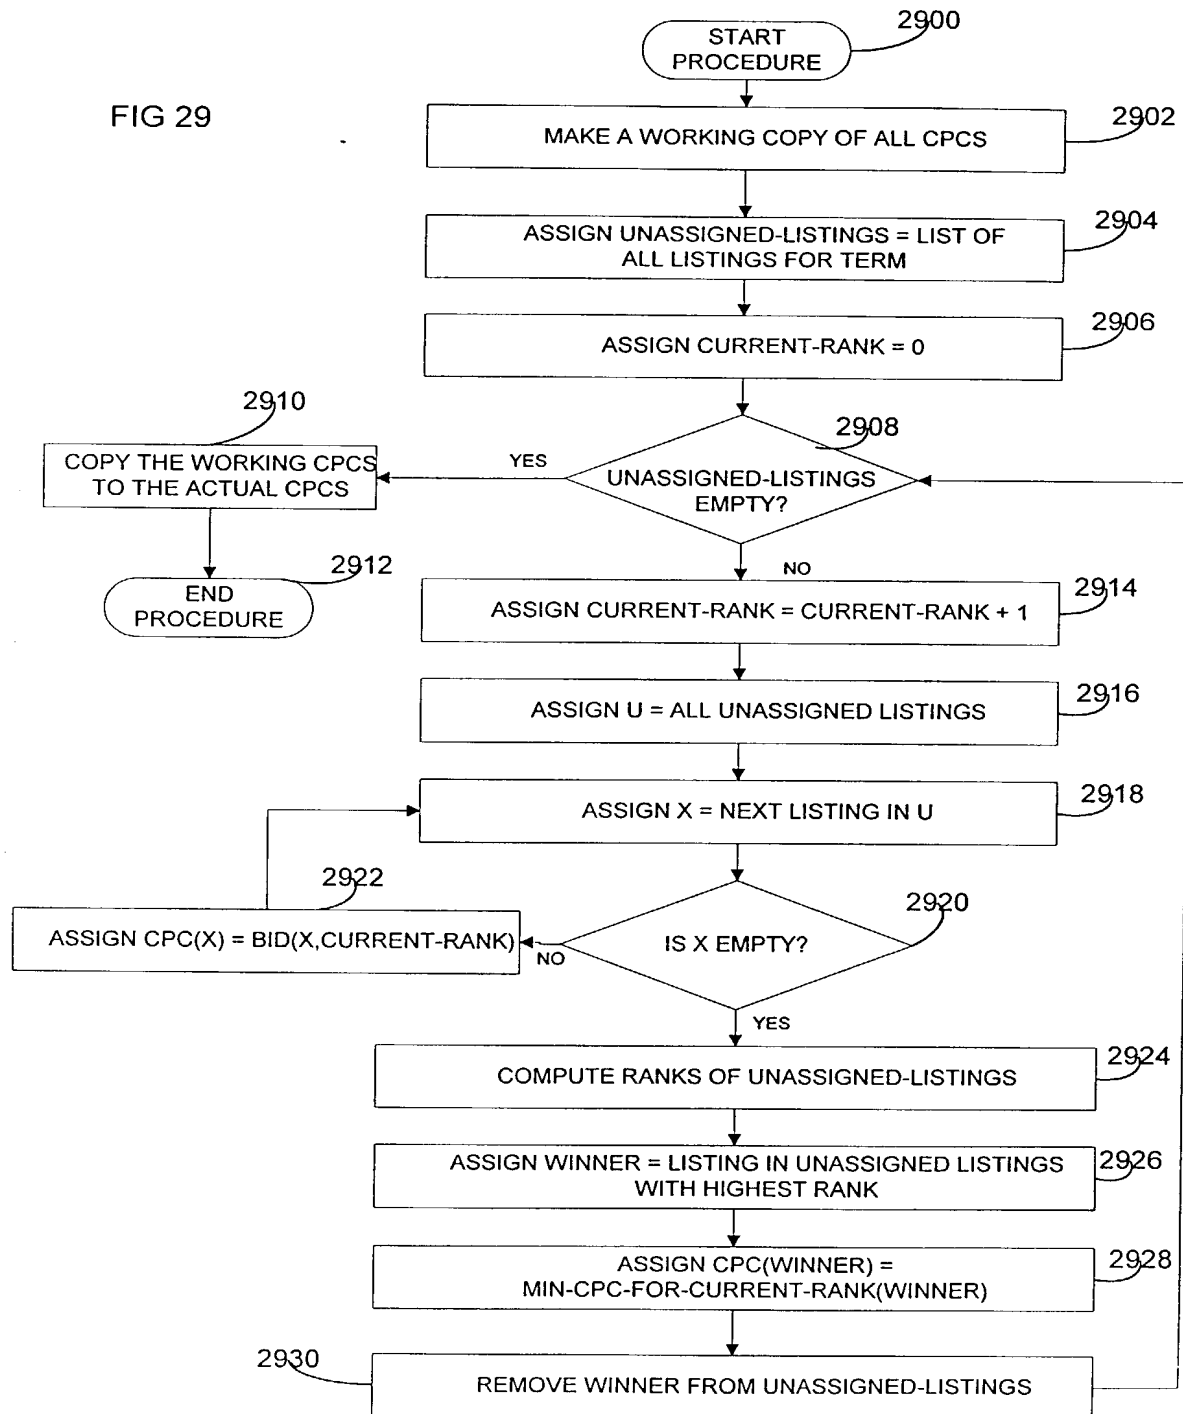 2900
START
PROCEDURE
FIG 29
2902
MAKE A WORKING COPY OF ALL CPCS
2904
ASSIGN UNASSIGNED-LISTINGS = LIST OF
ALL LISTINGS FOR TERM
2906
ASSIGN CURRENT-RANK = 0
2910
COPY THE WORKING CPCS
TO THE ACTUAL CPCS
YES
2908
UNASSIGNED-LISTINGS
EMPTY?
2912
END
PROCEDURE
NO
2914
ASSIGN CURRENT-RANK = CURRENT-RANK + 1
2916
ASSIGN U = ALL UNASSIGNED LISTINGS
2918
ASSIGN X = NEXT LISTING IN U
2922
ASSIGN CPC(X) = BID(X,CURRENT-RANK)
NO
2920
IS X EMPTY?
YES
2924
COMPUTE RANKS OF UNASSIGNED-LISTINGS
2926
ASSIGN WINNER = LISTING IN UNASSIGNED LISTINGS
WITH HIGHEST RANK
2928
ASSIGN CPC(WINNER) =
MIN-CPC-FOR-CURRENT-RANK(WINNER)
2930
REMOVE WINNER FROM UNASSIGNED-LISTINGS